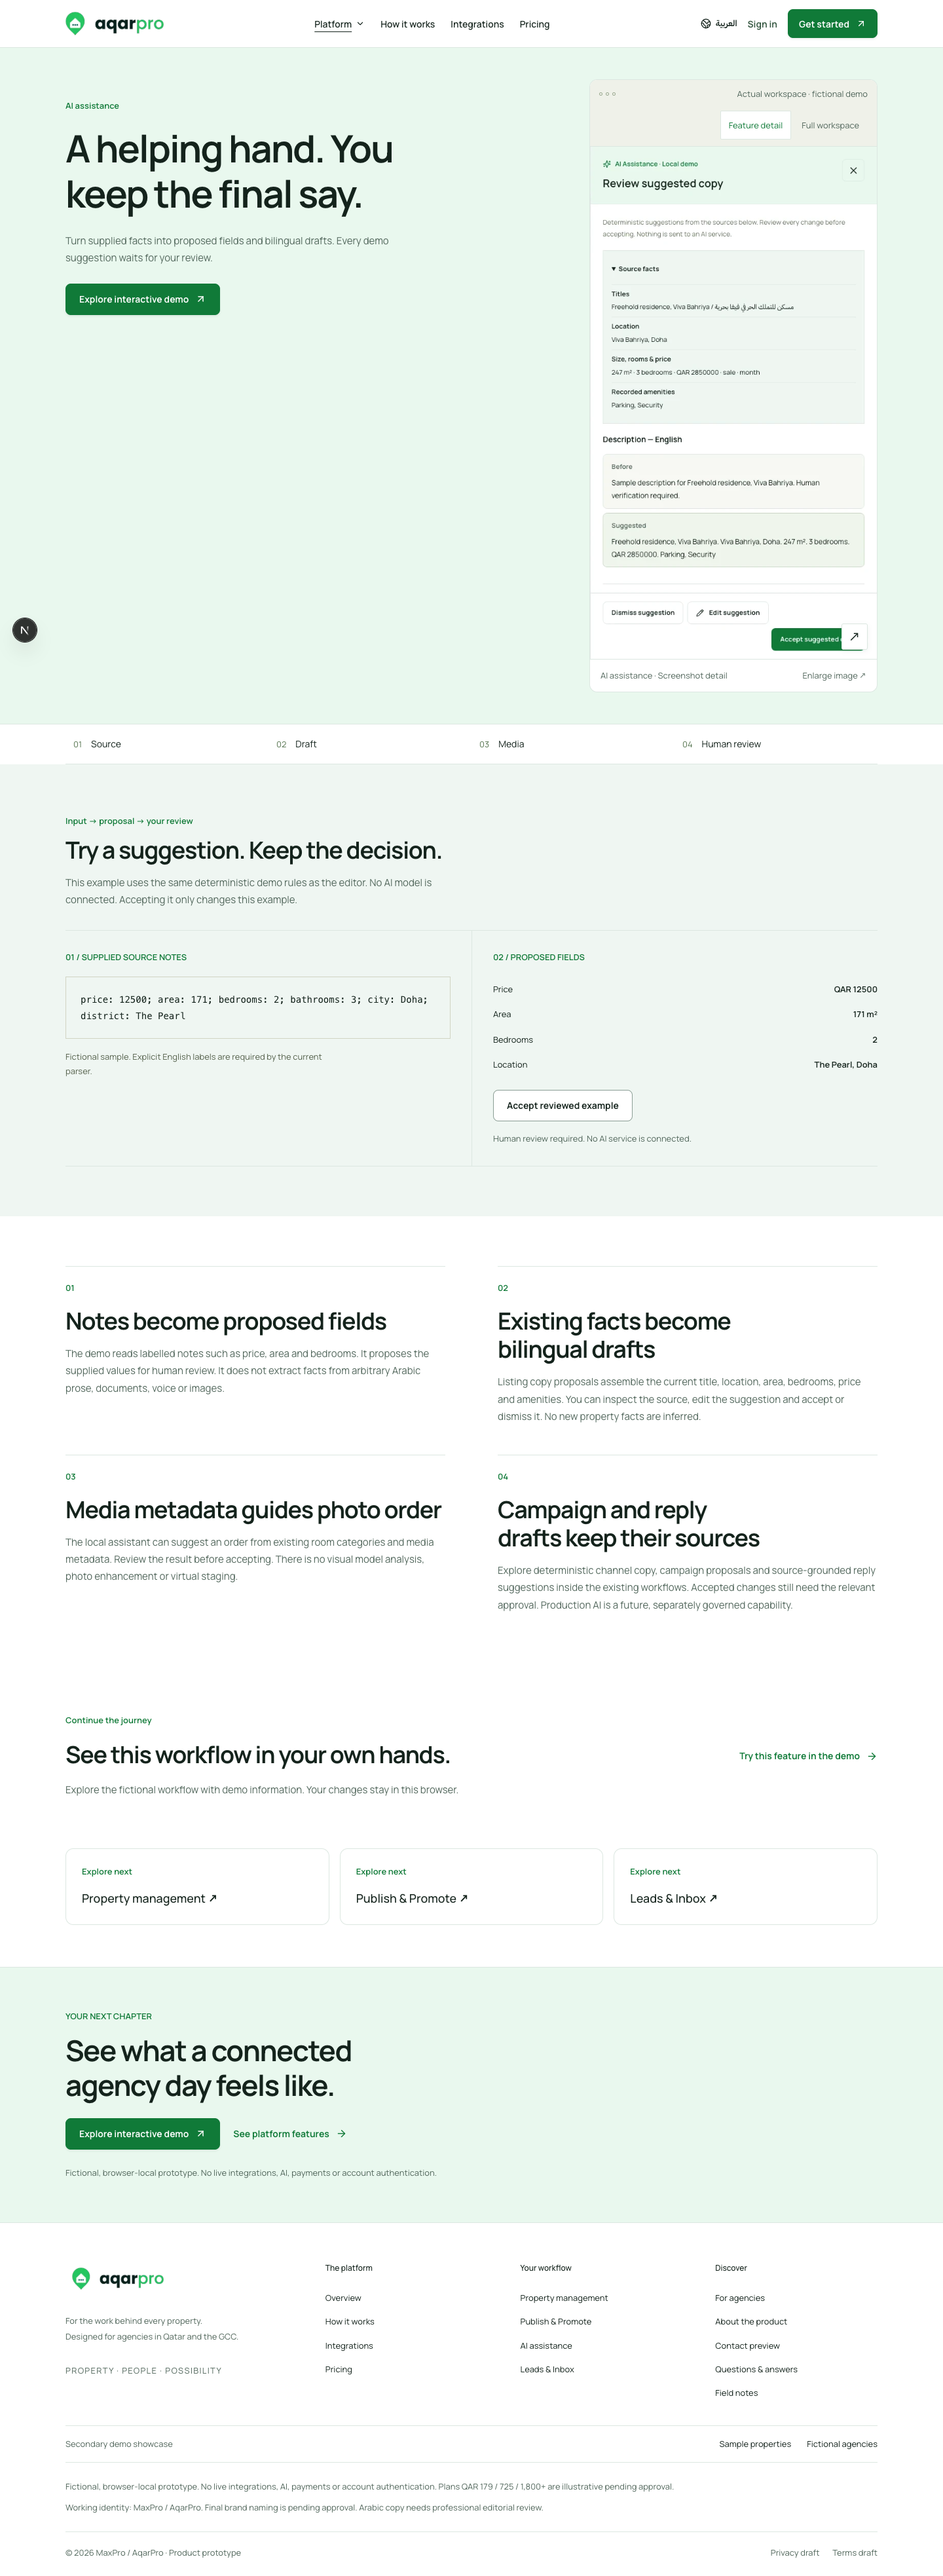 aqarpro
Platform
How it works
Integrations
Pricing
العربية
Sign in
Get started
AI assistance
A helping hand. You
keep the final say.
Turn supplied facts into proposed fields and bilingual drafts. Every demo
suggestion waits for your review.
Explore interactive demo
Actual workspace · fictional demo
Feature detail
Full workspace
AI Assistance · Local demo
Review suggested copy
Deterministic suggestions from the sources below. Review every change before
accepting. Nothing is sent to an AI service.
Source facts
Titles
Freehold residence, Viva Bahriya / مسكن للتملك الحر في فيفا بحرية
Location
Viva Bahriya, Doha
Size, rooms & price
247 m² · 3 bedrooms · QAR 2850000 · sale · month
Recorded amenities
Parking, Security
Description — English
Before
Sample description for Freehold residence, Viva Bahriya. Human
verification required.
Suggested
Freehold residence, Viva Bahriya. Viva Bahriya, Doha. 247 m². 3 bedrooms.
QAR 2850000. Parking, Security
Dismiss suggestion
Edit suggestion
Accept suggested
AI assistance · Screenshot detail
Enlarge image ↗
N
01 Source
02 Draft
03 Media
04 Human review
Input → proposal → your review
Try a suggestion. Keep the decision.
This example uses the same deterministic demo rules as the editor. No AI model is
connected. Accepting it only changes this example.
01 / SUPPLIED SOURCE NOTES
price: 12500; area: 171; bedrooms: 2; bathrooms: 3; city: Doha;
district: The Pearl
Fictional sample. Explicit English labels are required by the current
parser.
02 / PROPOSED FIELDS
Price QAR 12500
Area 171 m²
Bedrooms 2
Location The Pearl, Doha
Accept reviewed example
Human review required. No AI service is connected.
01
Notes become proposed fields
The demo reads labelled notes such as price, area and bedrooms. It proposes the
supplied values for human review. It does not extract facts from arbitrary Arabic
prose, documents, voice or images.
02
Existing facts become
bilingual drafts
Listing copy proposals assemble the current title, location, area, bedrooms, price
and amenities. You can inspect the source, edit the suggestion and accept or
dismiss it. No new property facts are inferred.
03
Media metadata guides photo order
The local assistant can suggest an order from existing room categories and media
metadata. Review the result before accepting. There is no visual model analysis,
photo enhancement or virtual staging.
04
Campaign and reply
drafts keep their sources
Explore deterministic channel copy, campaign proposals and source-grounded reply
suggestions inside the existing workflows. Accepted changes still need the relevant
approval. Production AI is a future, separately governed capability.
Continue the journey
See this workflow in your own hands.
Explore the fictional workflow with demo information. Your changes stay in this browser.
Try this feature in the demo →
Explore next
Property management ↗
Explore next
Publish & Promote ↗
Explore next
Leads & Inbox ↗
YOUR NEXT CHAPTER
See what a connected
agency day feels like.
Explore interactive demo
See platform features →
Fictional, browser-local prototype. No live integrations, AI, payments or account authentication.
aqarpro
For the work behind every property.
Designed for agencies in Qatar and the GCC.
PROPERTY · PEOPLE · POSSIBILITY
The platform
Overview
How it works
Integrations
Pricing
Your workflow
Property management
Publish & Promote
AI assistance
Leads & Inbox
Discover
For agencies
About the product
Contact preview
Questions & answers
Field notes
Secondary demo showcase
Sample properties
Fictional agencies
Fictional, browser-local prototype. No live integrations, AI, payments or account authentication. Plans QAR 179 / 725 / 1,800+ are illustrative pending approval.
Working identity: MaxPro / AqarPro. Final brand naming is pending approval. Arabic copy needs professional editorial review.
© 2026 MaxPro / AqarPro · Product prototype
Privacy draft
Terms draft